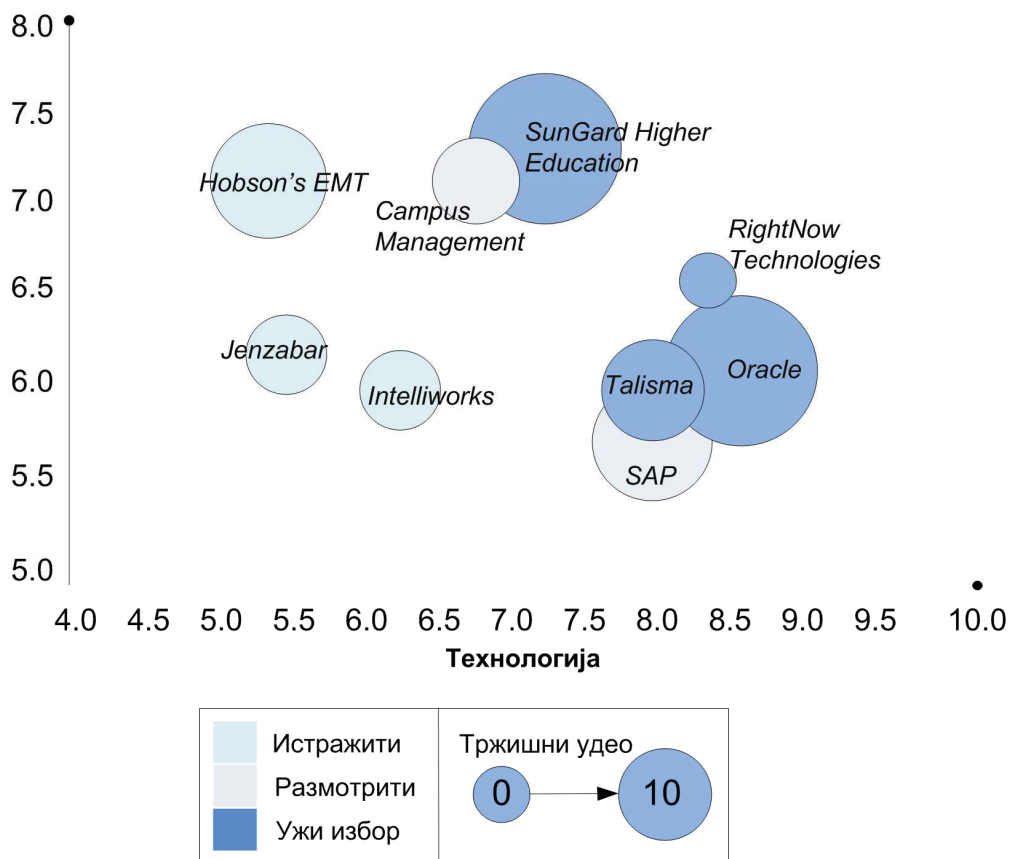 8.0
7.5
7.0
6.5
6.0
5.5
5.0
SunGard Higher
Education
Hobson's EMT
Campus
Management
RightNow
Technologies
Jenzabar
Intelliworks
Talisma
Oracle
SAP
4.0 4.5 5.0 5.5 6.0 6.5 7.0 7.5 8.0 8.5 9.0 9.5 10.0
Технологија
Истражити
Размотрити
Ужи избор
Тржишни удео
0 10